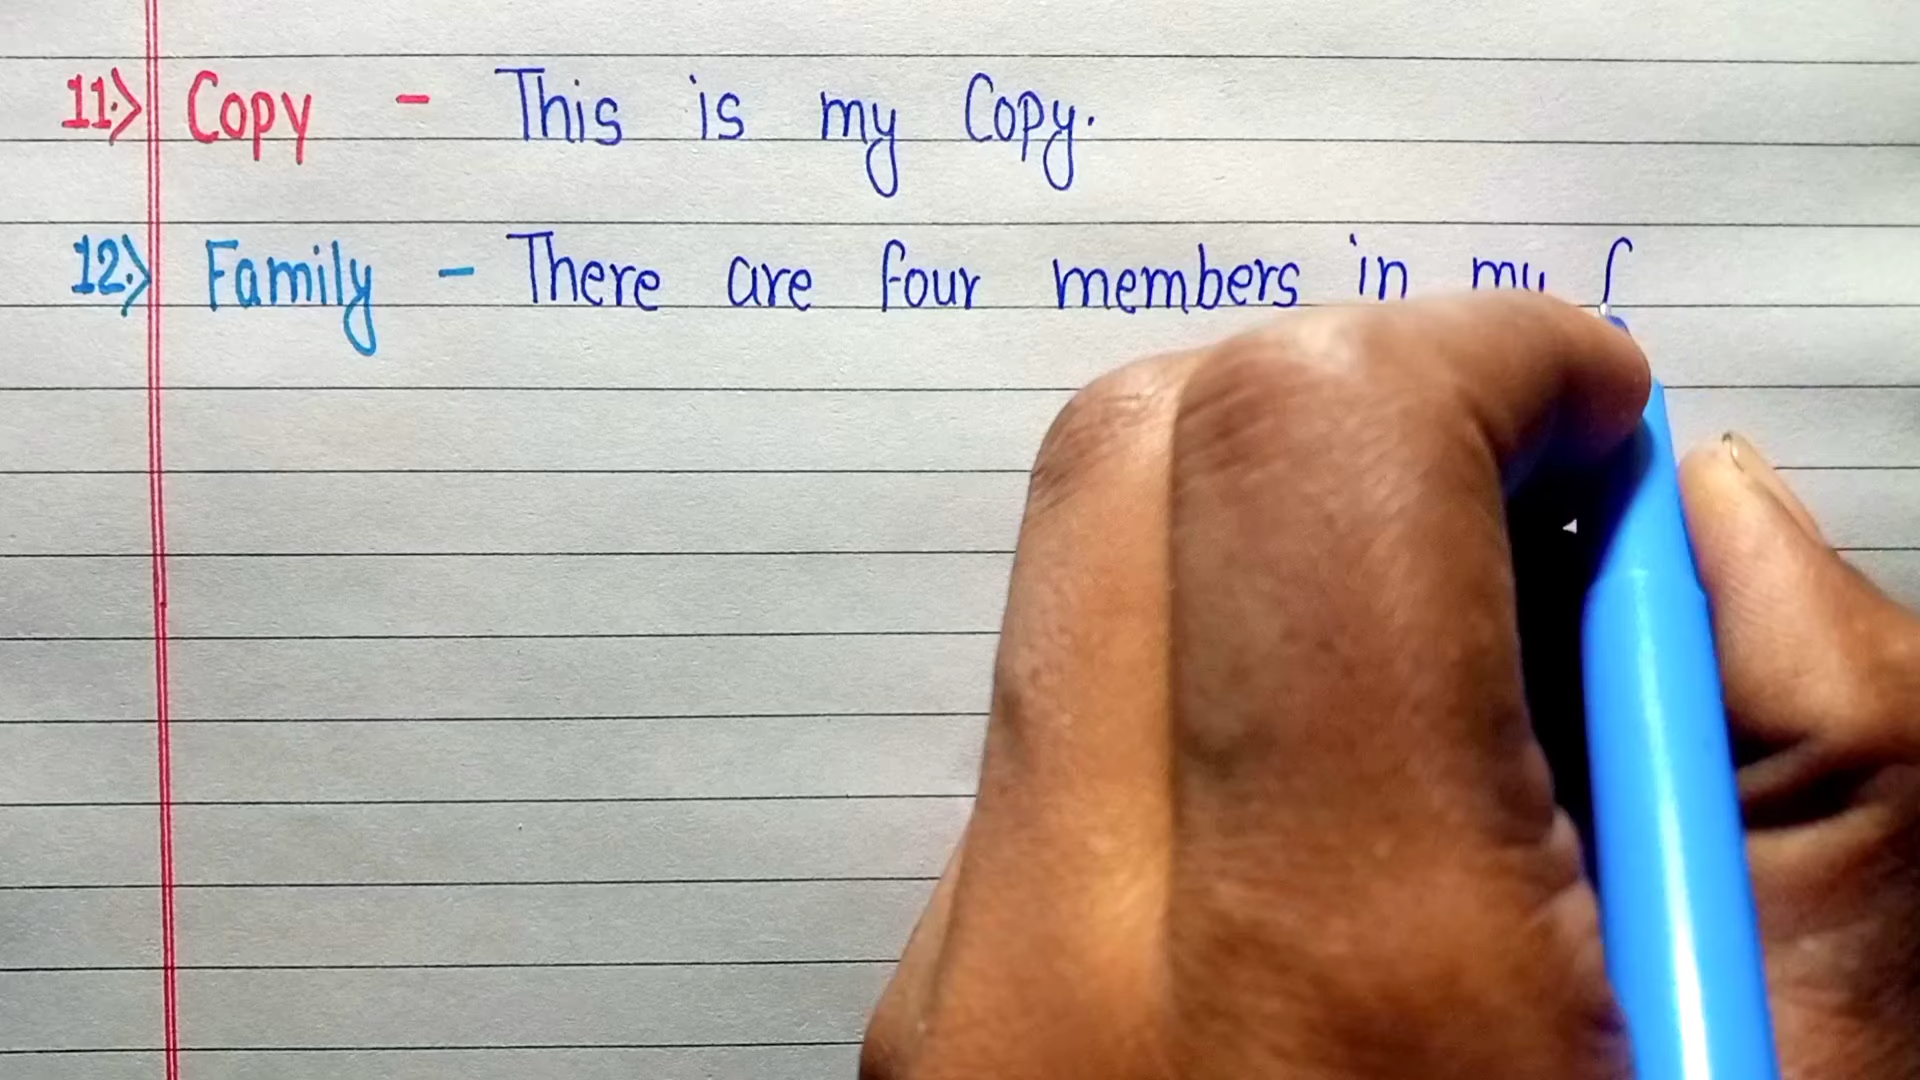 11.) Copy - This is my Copy.
12.) Family - There are four members in my f